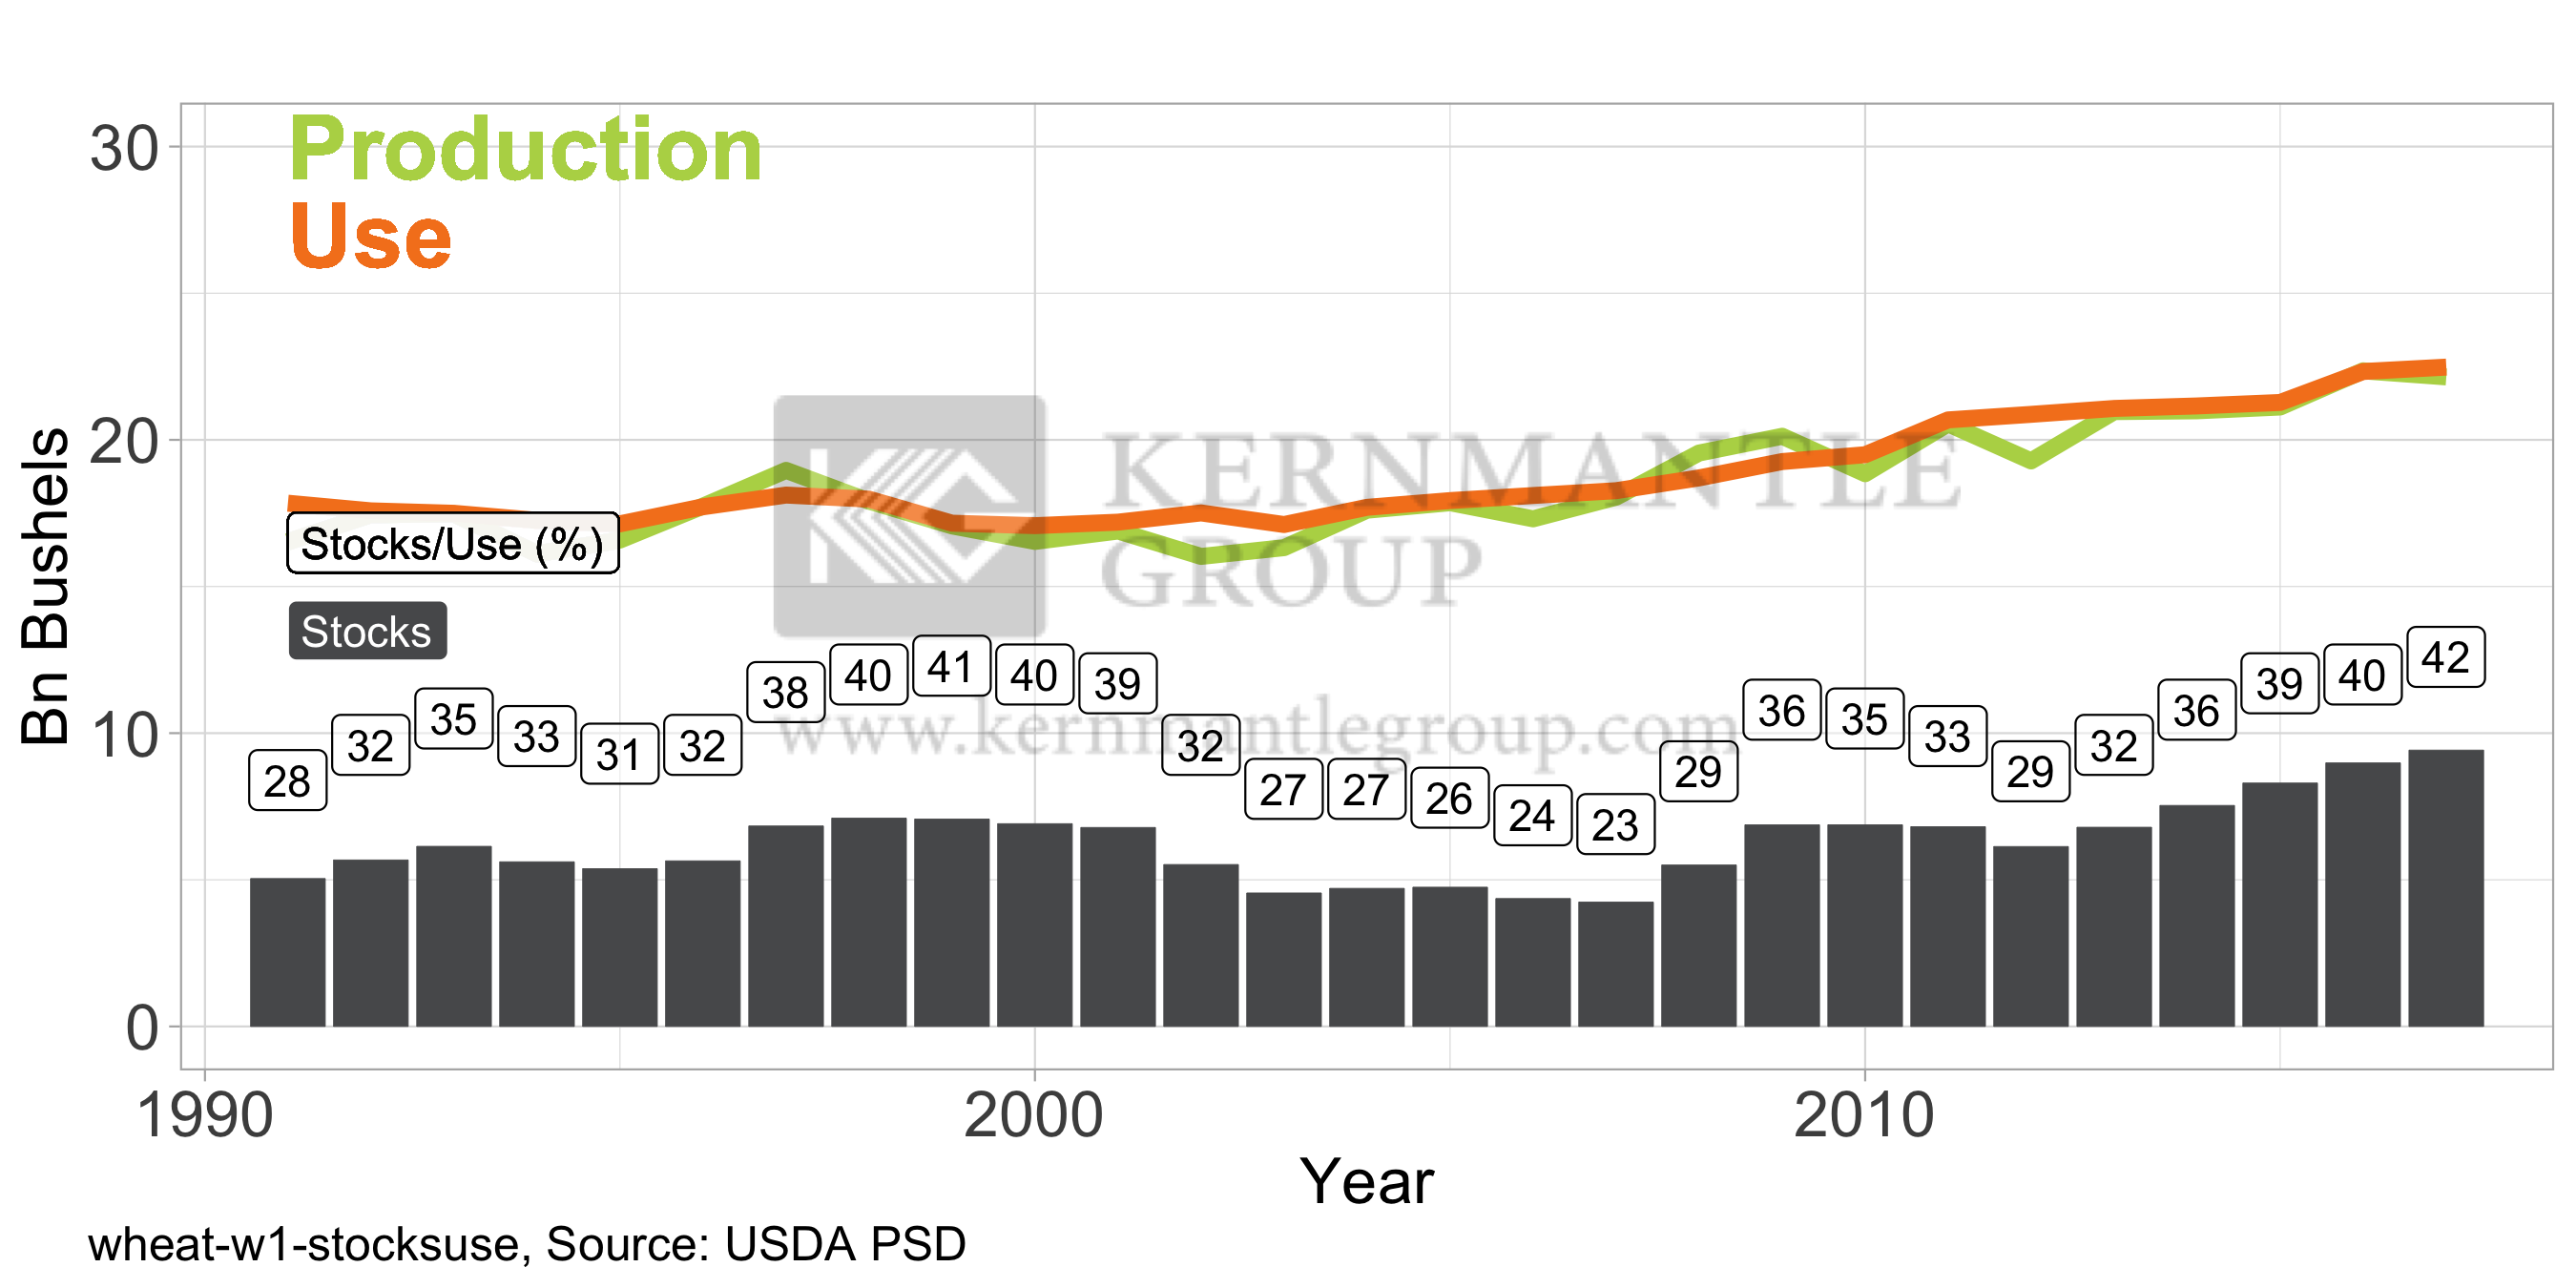 Production
Use
30
20
10
0
Bn Bushels
KERNMANTLE
GROUP
www.kernmantlegroup.com
Stocks/Use (%)
Stocks
28 32 35 33 31 32 38 40 41 40 39 32 27 27 26 24 23 29 36 35 33 29 32 36 39 40 42
1990 2000 2010
Year
wheat-w1-stocksuse, Source: USDA PSD